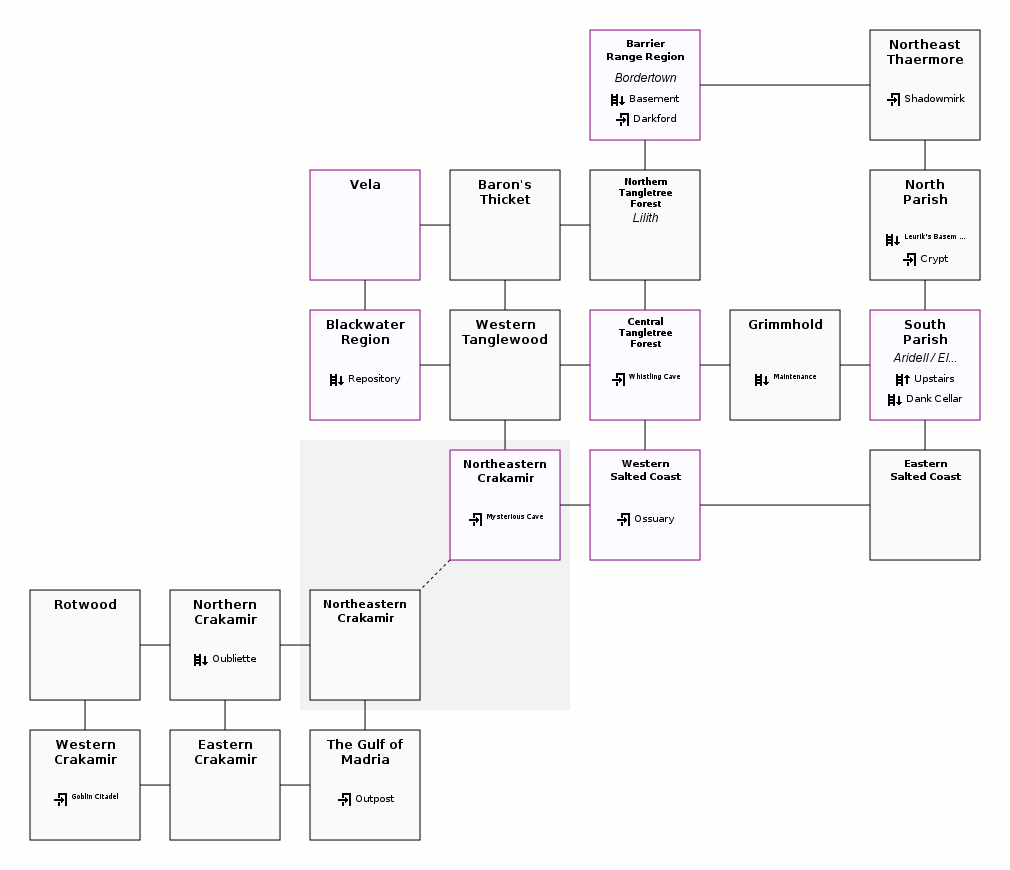 Barrier
Range Region
Bordertown
Basement
Darkford
Northeast
Thaermore
Shadowmirk
Vela
Baron's
Thicket
Northern
Tangletree
Forest
Lilith
North
Parish
Leurik's Basem ...
Crypt
Blackwater
Region
Repository
Western
Tanglewood
Central
Tangletree
Forest
Whistling Cave
Grimmhold
Maintenance
South
Parish
Aridell / El...
Upstairs
Dank Cellar
Northeastern
Crakamir
Mysterious Cave
Western
Salted Coast
Ossuary
Eastern
Salted Coast
Rotwood
Northern
Crakamir
Oubliette
Northeastern
Crakamir
Western
Crakamir
Goblin Citadel
Eastern
Crakamir
The Gulf of
Madria
Outpost